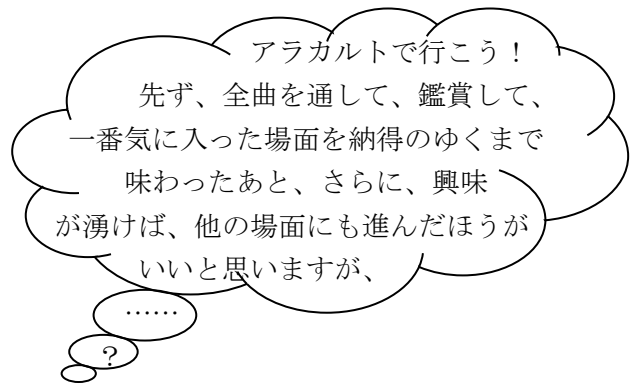 アラカルトで行こう！
先ず、全曲を通して、鑑賞して、
一番気に入った場面を納得のゆくまで
味わったあと、さらに、興味
が湧けば、他の場面にも進んだほうが
いいと思いますが、
……
？